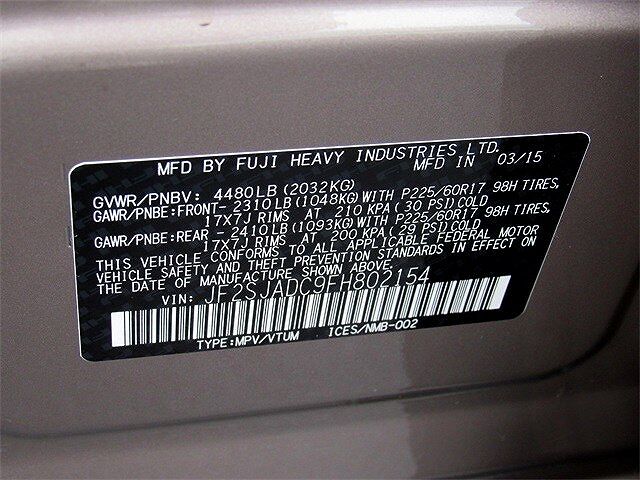 MFD BY FUJI HEAVY INDUSTRIES LTD.
MFD IN 03/15
GVWR/PNBV: 4480LB(2032KG)
GAWR/PNBE:FRONT-2310LB(1048KG)WITH P225/60R17 98H TIRES,
17X7J RIMS AT 210 KPA(30 PSI)COLD
GAWR/PNBE:REAR -2410LB(1093KG)WITH P225/60R17 98H TIRES,
17X7J RIMS AT 200 KPA(29 PSI)COLD
THIS VEHICLE CONFORMS TO ALL APPLICABLE FEDERAL MOTOR
VEHICLE SAFETY AND THEFT PREVENTION STANDARDS IN EFFECT ON
THE DATE OF MANUFACTURE SHOWN ABOVE.
VIN: JF2SJADC9FH802154
TYPE:MPV/VTUM ICES/NMB-002